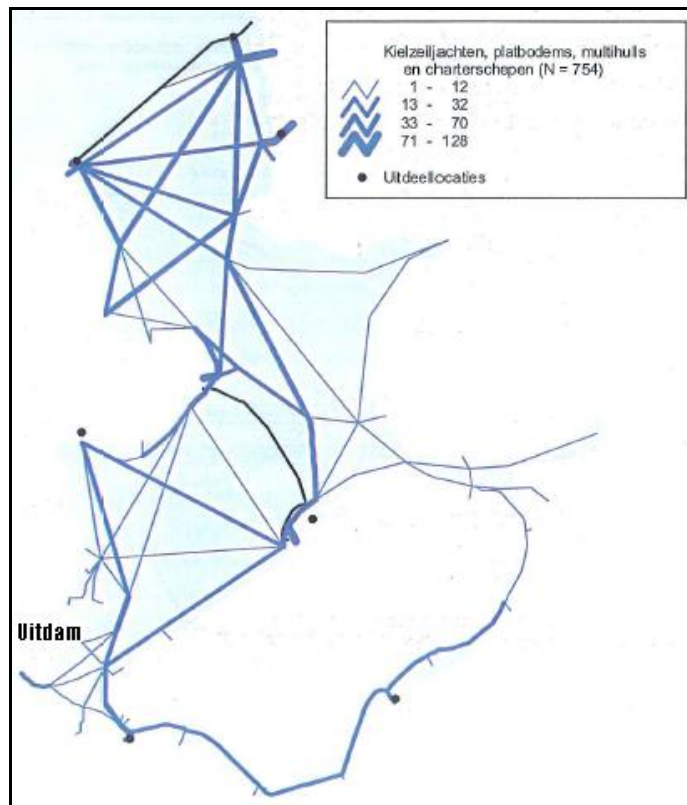 Kielzeiljachten, platbodems, multihulls
en charterschepen (N = 754)
1 - 12
13 - 32
33 - 70
71 - 128
Uitdeellocaties
Uitdam